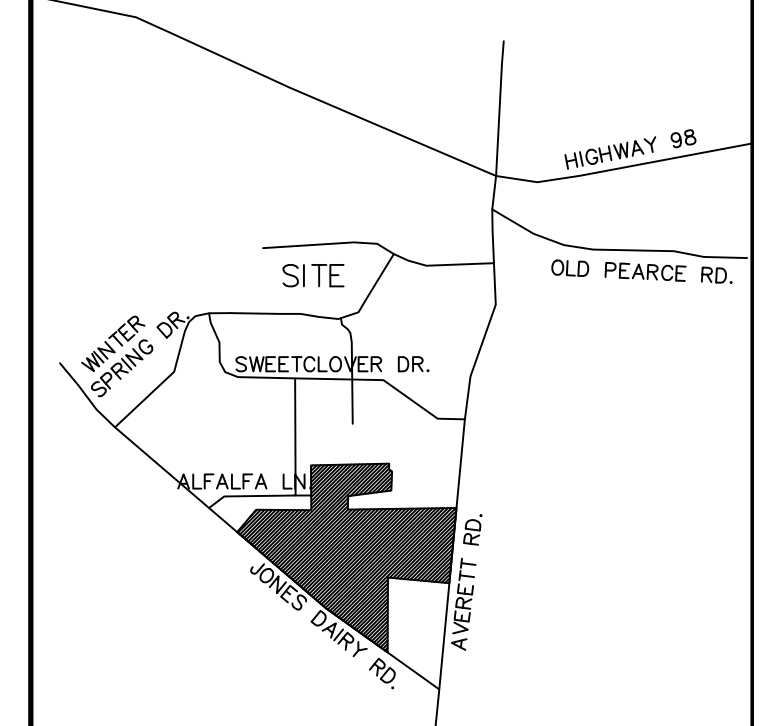 HIGHWAY 98
OLD PEARCE RD.
SITE
WINTER
SPRING DR.
SWEETCLOVER DR.
ALFALFA LN.
AVERETT RD.
JONES DAIRY RD.